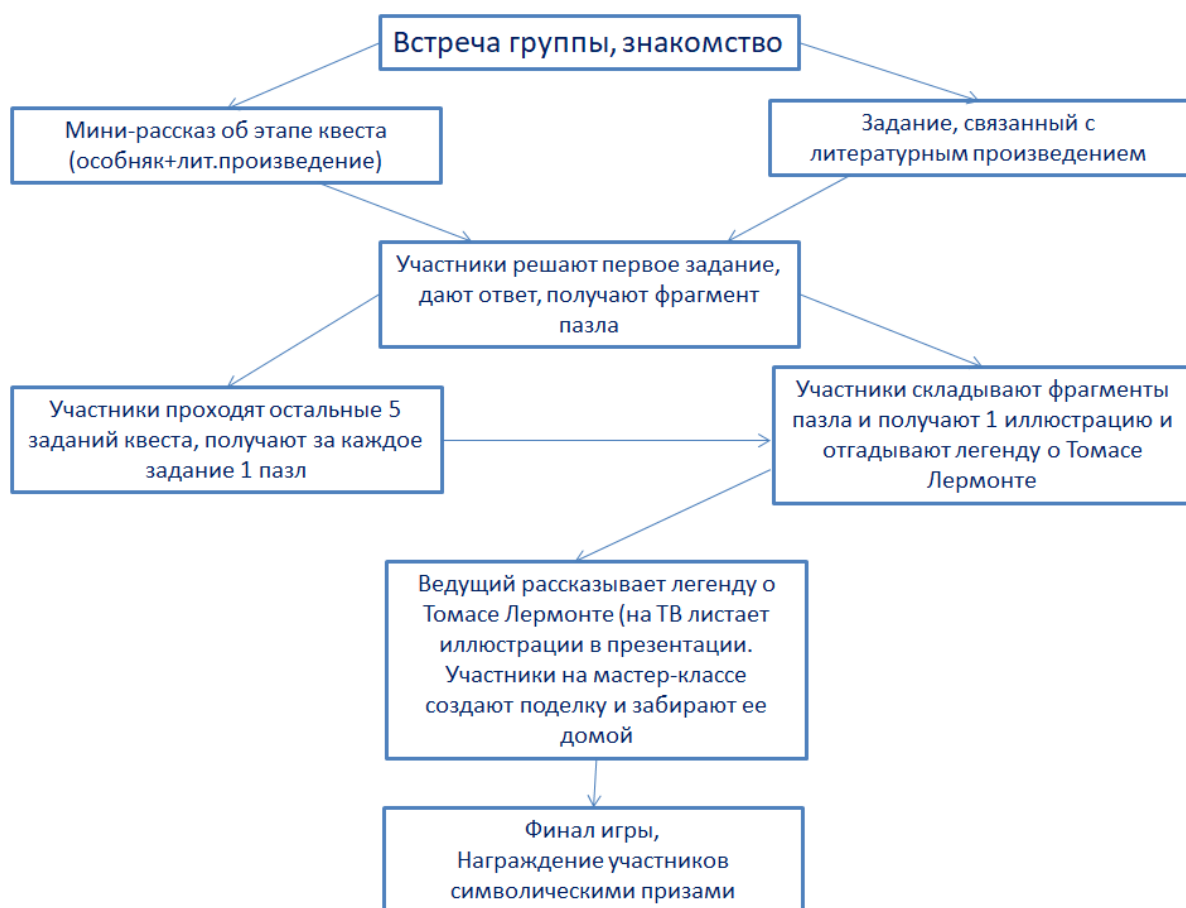 Встреча группы, знакомство
Мини-рассказ об этапе квеста
(особняк+лит.произведение)
Задание, связанный с
литературным произведением
Участники решают первое задание,
дают ответ, получают фрагмент
пазла
Участники проходят остальные 5
заданий квеста, получают за каждое
задание 1 пазл
Участники складывают фрагменты
пазла и получают 1 иллюстрацию и
отгадывают легенду о Томасе
Лермонте
Ведущий рассказывает легенду о
Томасе Лермонте (на ТВ листает
иллюстрации в презентации.
Участники на мастер-классе
создают поделку и забирают ее
домой
Финал игры,
Награждение участников
символическими призами